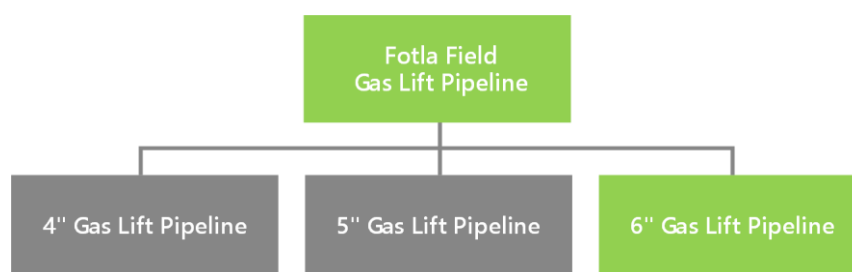 Fotla Field
Gas Lift Pipeline
4" Gas Lift Pipeline
5" Gas Lift Pipeline
6" Gas Lift Pipeline